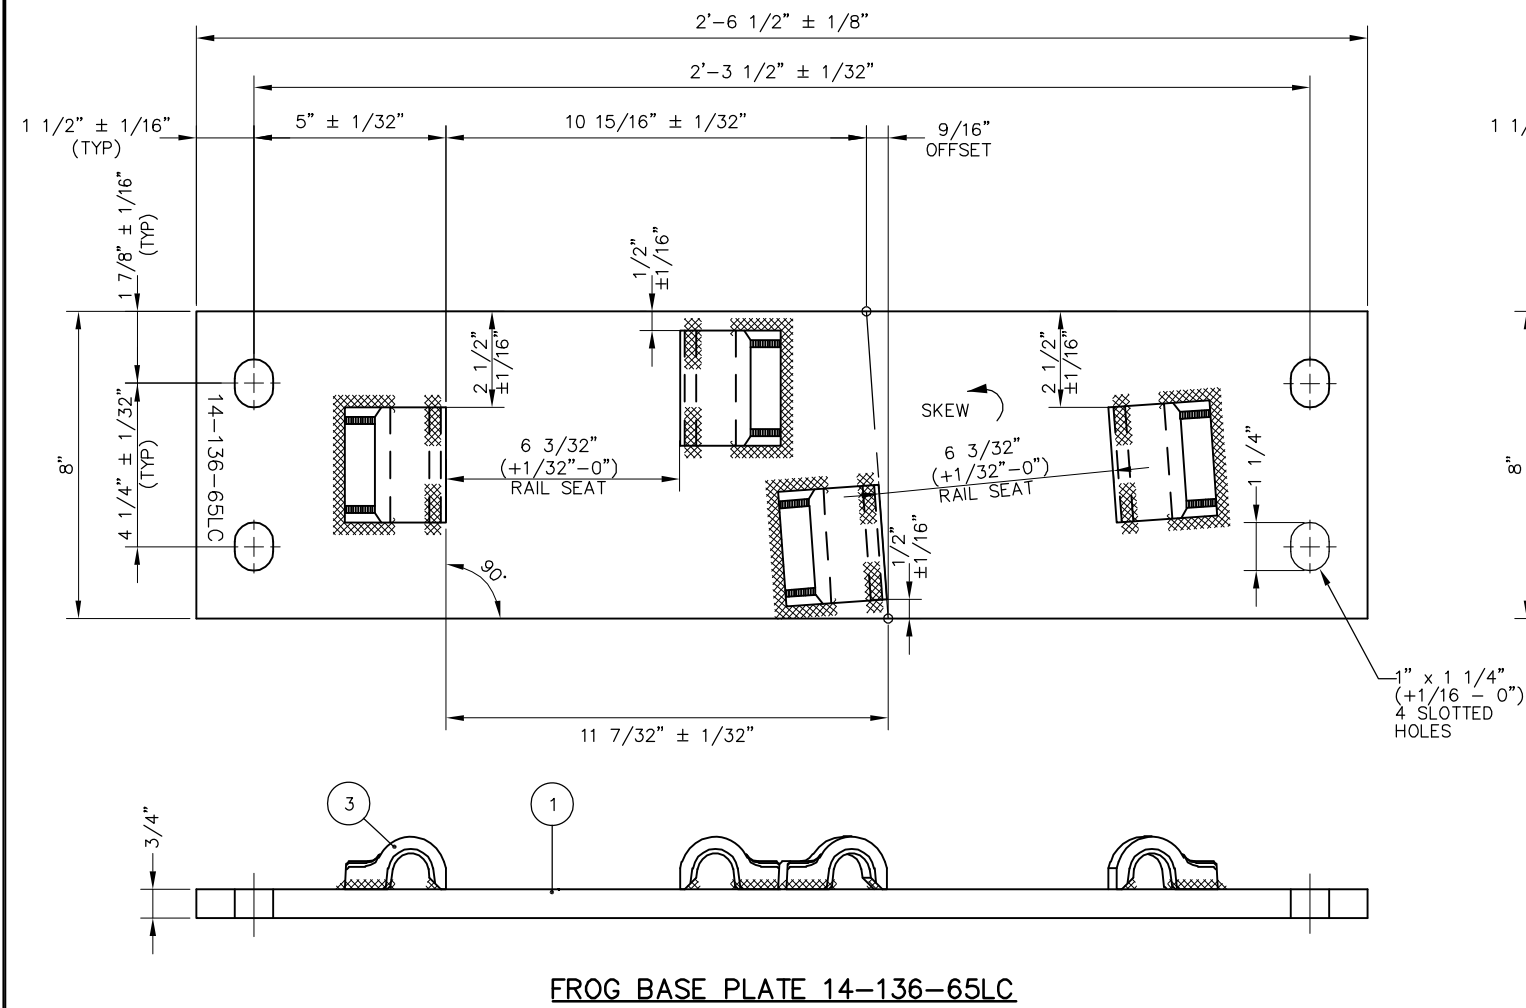 2'-6 1/2" ± 1/8"
2'-3 1/2" ± 1/32"
1 1/2" ± 1/16"
(TYP)
5" ± 1/32"
10 15/16" ± 1/32"
9/16"
OFFSET
1 1/
1 7/8" ± 1/16"
(TYP)
1/2"
±1/16"
2 1/2"
±1/16"
2 1/2"
±1/16"
SKEW
8"
4 1/4" ± 1/32"
(TYP)
14-136-65LC
6 3/32"
(+1/32"-0")
RAIL SEAT
6 3/32"
(+1/32"-0")
RAIL SEAT
1 1/4"
8"
1/2"
±1/16"
90°
1" x 1 1/4"
(+1/16 - 0")
4 SLOTTED
HOLES
11 7/32" ± 1/32"
3/4"
3
1
FROG BASE PLATE 14-136-65LC